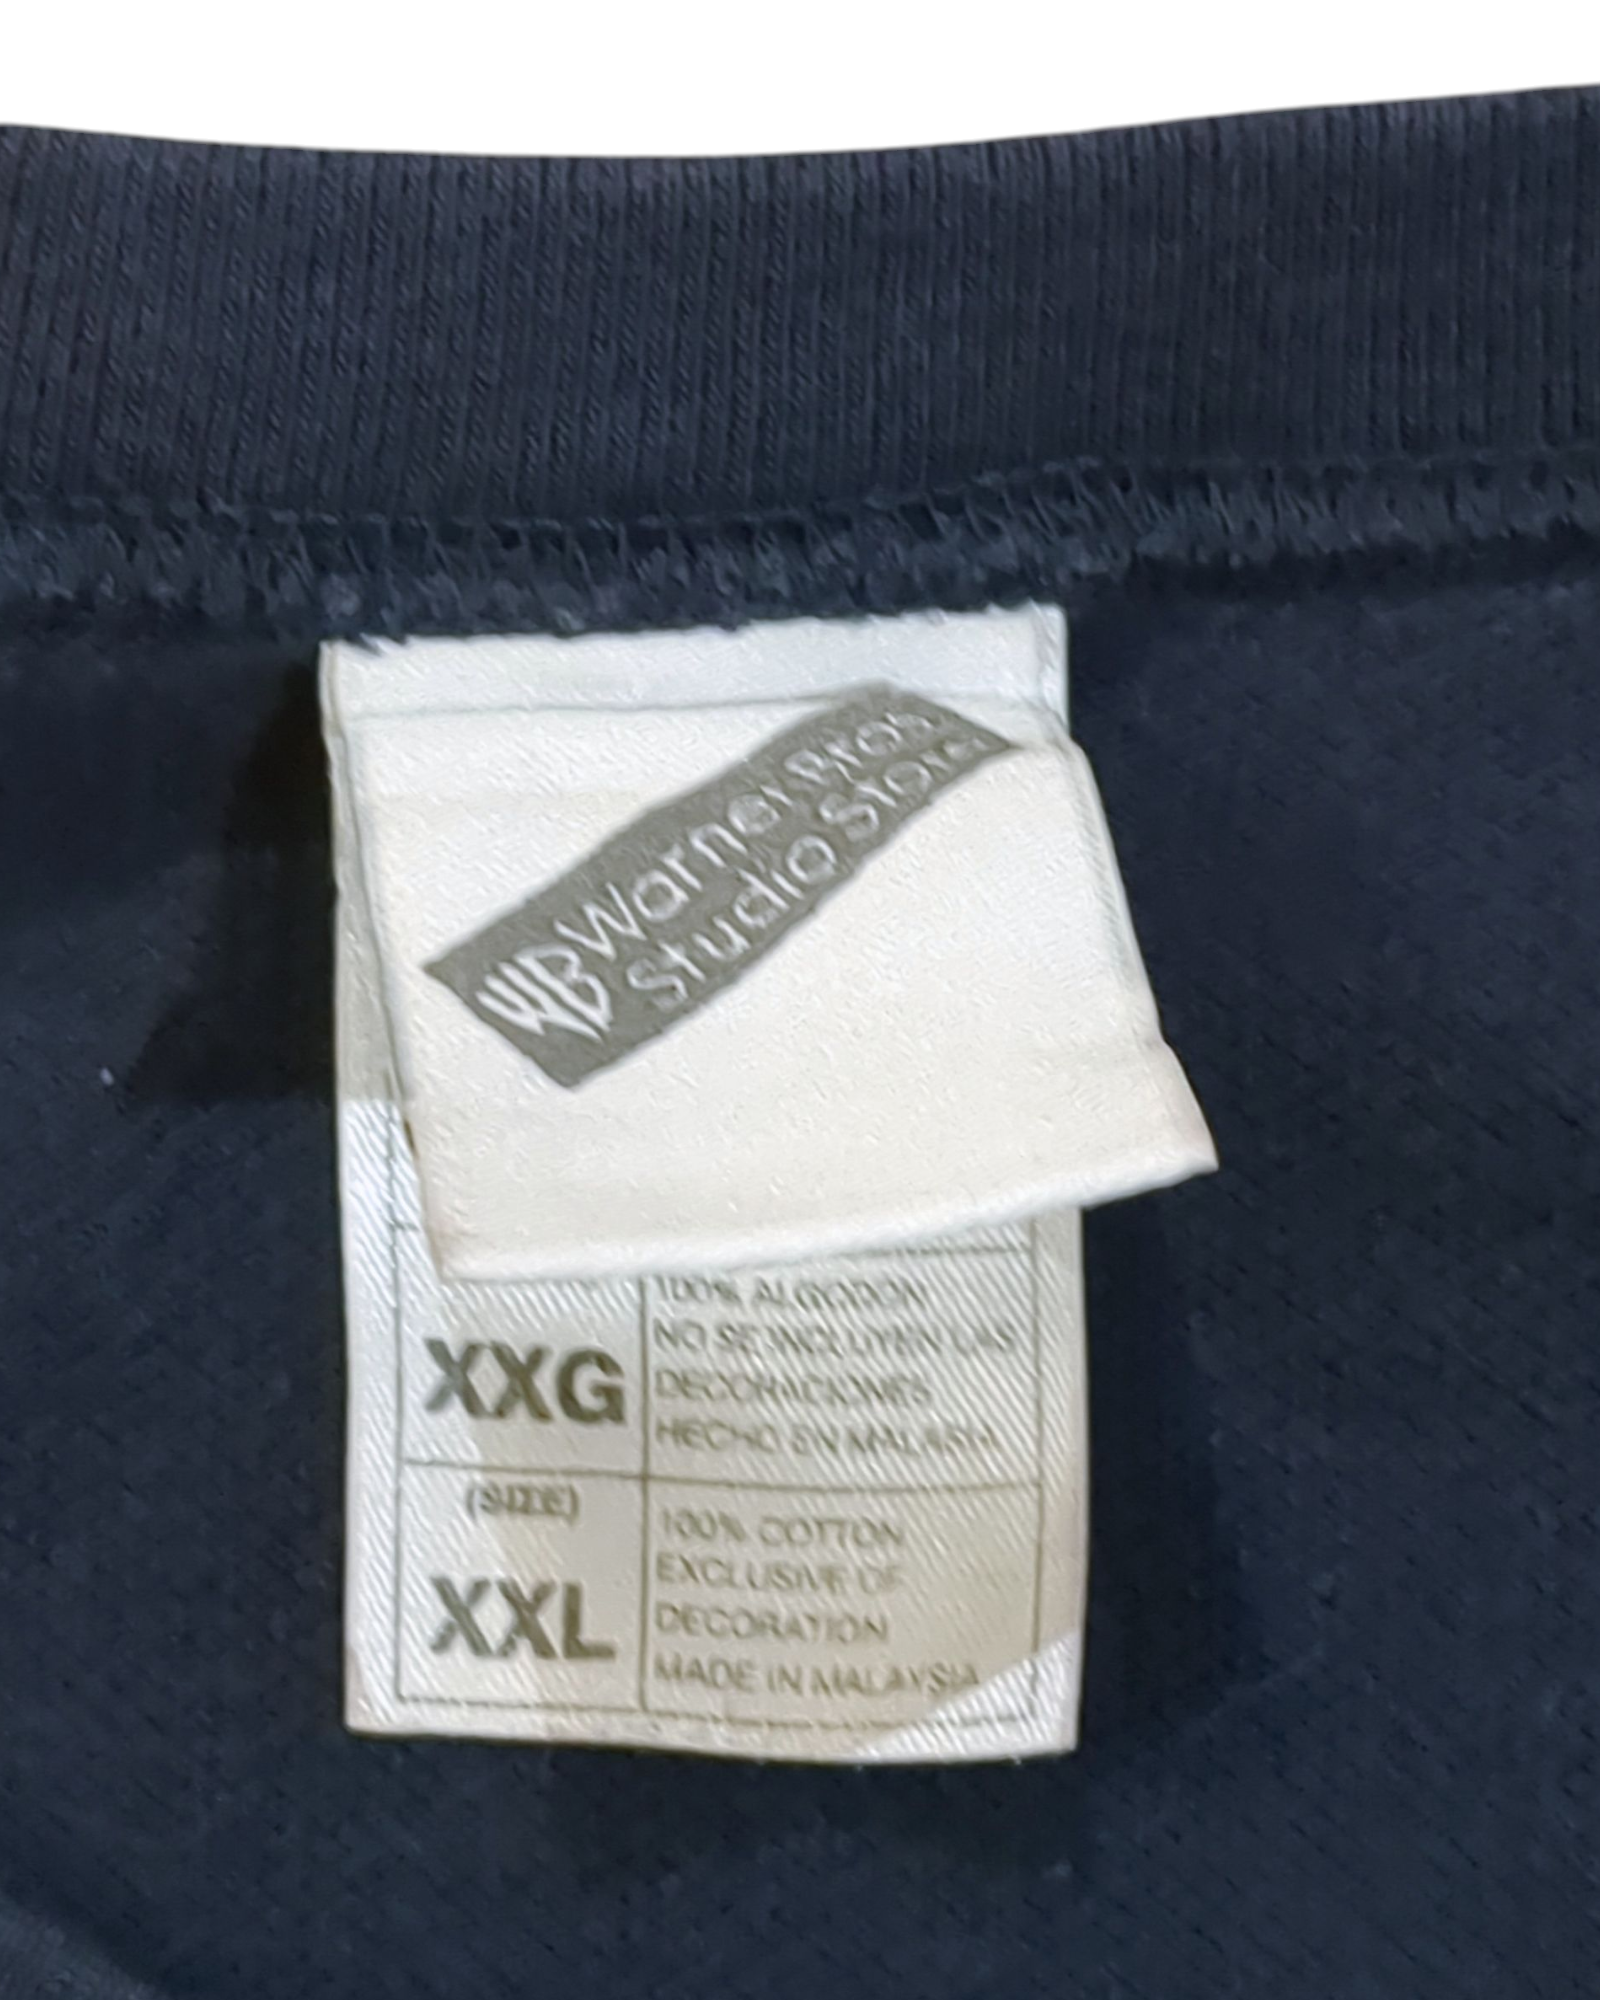 WB Warner Bros.
Studio Store
XXG
100% ALGODON
NO SE INCLUYEN LAS
DECORACIONES
HECHO EN MALASIA
(SIZE)
XXL
100% COTTON
EXCLUSIVE OF
DECORATION
MADE IN MALAYSIA